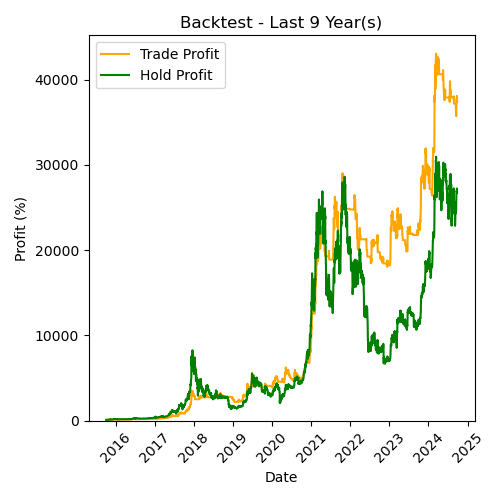 Backtest - Last 9 Year(s)
Trade Profit
Hold Profit
Profit (%)
40000
30000
20000
10000
0
2016 2017 2018 2019 2020 2021 2022 2023 2024 2025
Date